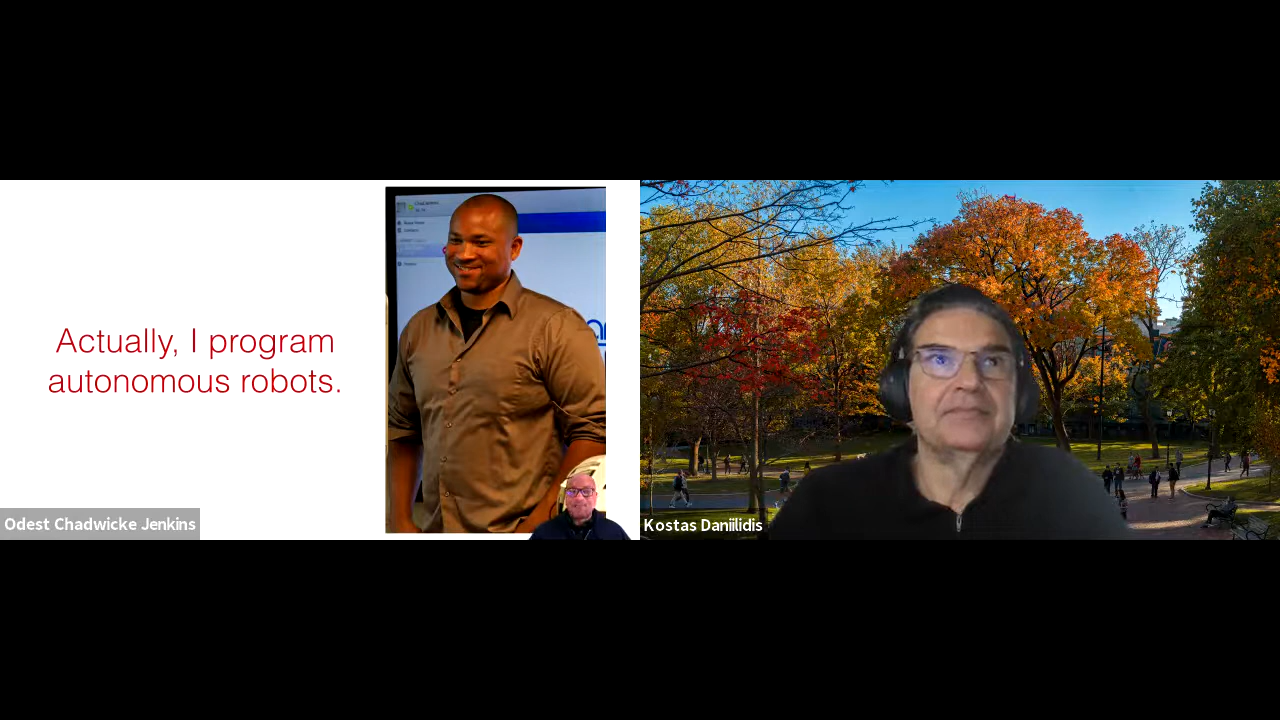 Actually, I program
autonomous robots.
Odest Chadwicke Jenkins
Kostas Daniilidis